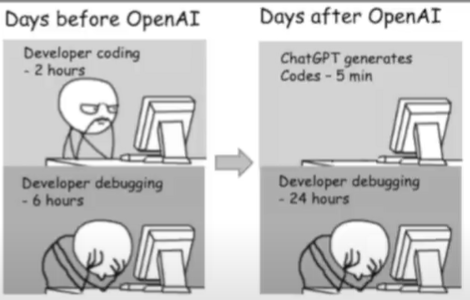 Days before OpenAI
Developer coding
- 2 hours
Developer debugging
- 6 hours
Days after OpenAI
ChatGPT generates
Codes - 5 min
Developer debugging
- 24 hours